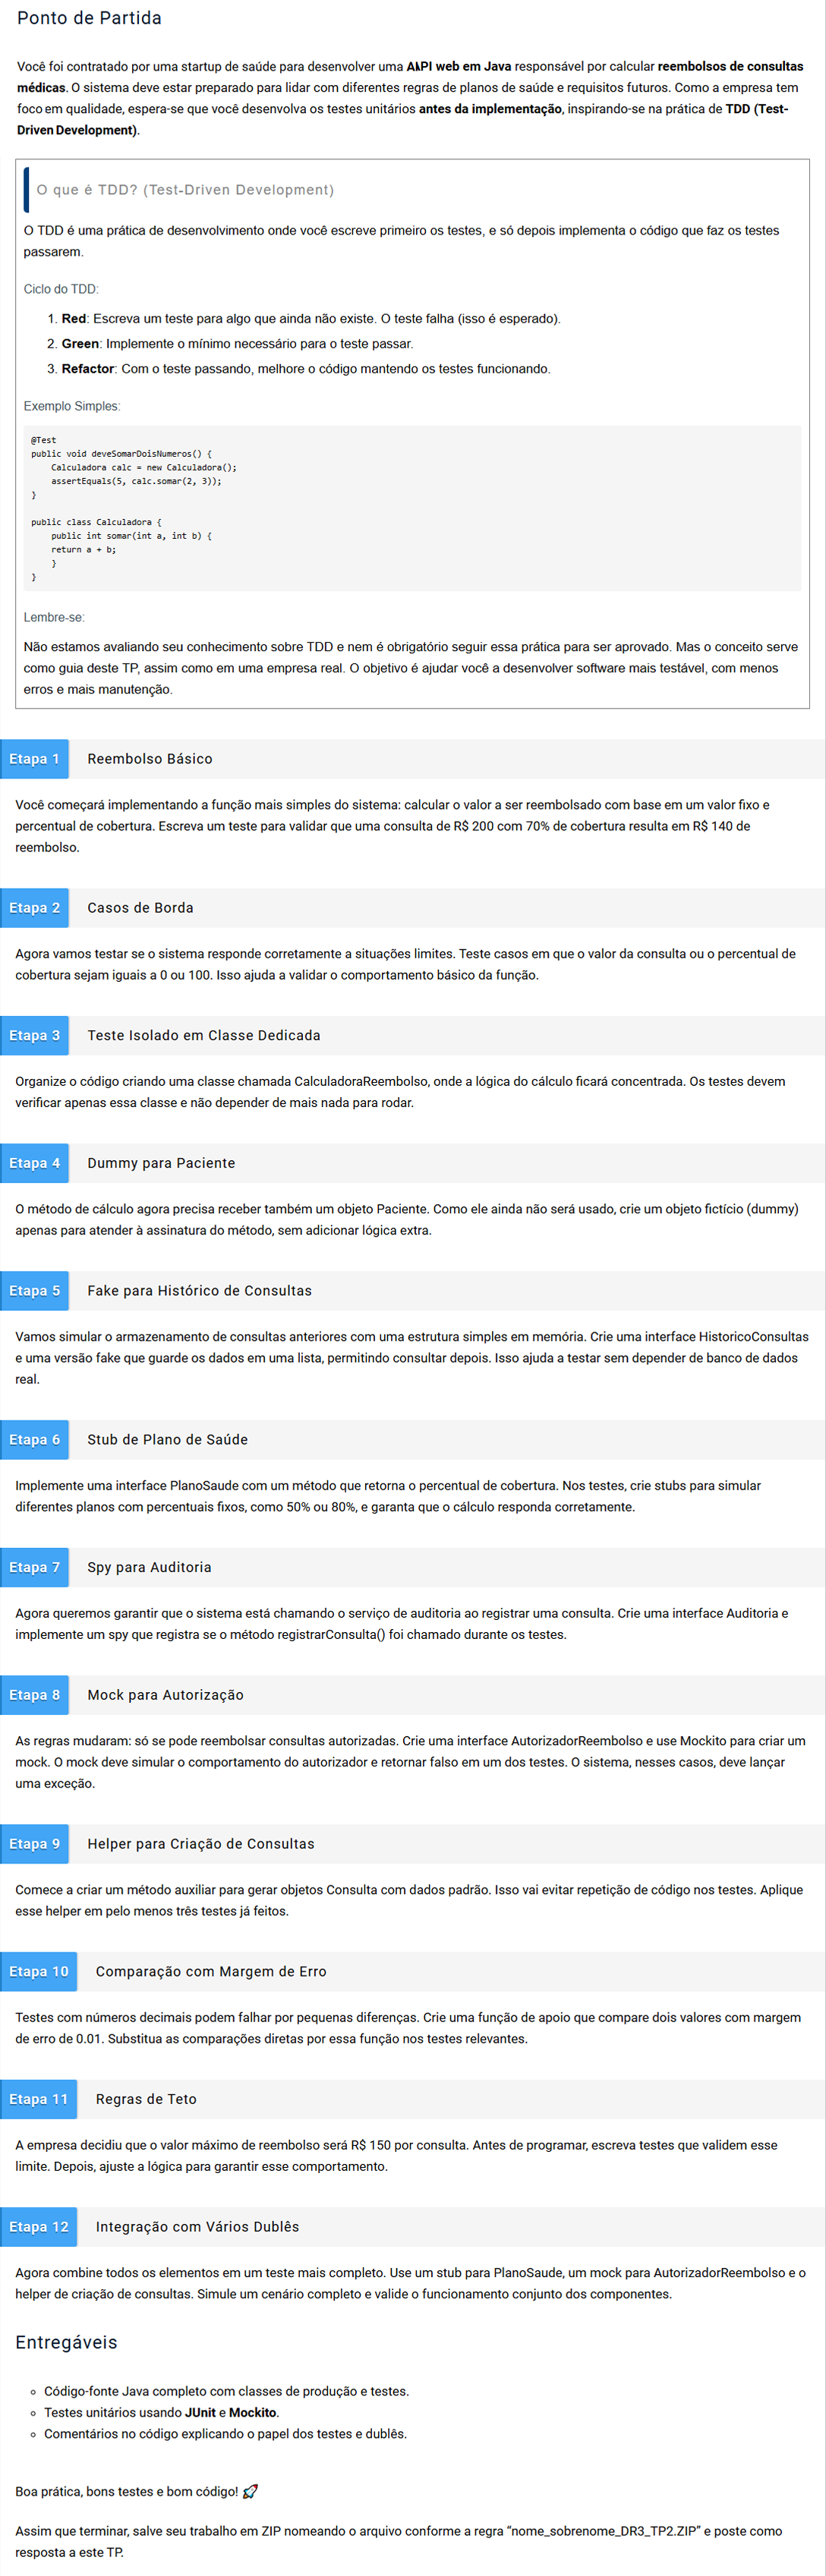 Ponto de Partida
Você foi contratado por uma startup de saúde para desenvolver uma API web em Java responsável por calcular reembolsos de consultas
médicas. O sistema deve estar preparado para lidar com diferentes regras de planos de saúde e requisitos futuros. Como a empresa tem
foco em qualidade, espera-se que você desenvolva os testes unitários antes da implementação, inspirando-se na prática de TDD (Test-
Driven Development).
O que é TDD? (Test-Driven Development)
O TDD é uma prática de desenvolvimento onde você escreve primeiro os testes, e só depois implementa o código que faz os testes
passarem.
Ciclo do TDD:
1. Red: Escreva um teste para algo que ainda não existe. O teste falha (isso é esperado).
2. Green: Implemente o mínimo necessário para o teste passar.
3. Refactor: Com o teste passando, melhore o código mantendo os testes funcionando.
Exemplo Simples:
@Test
public void deveSomarDoisNumeros() {
    Calculadora calc = new Calculadora();
    assertEquals(5, calc.somar(2, 3));
}
public class Calculadora {
    public int somar(int a, int b) {
    return a + b;
    }
}
Lembre-se:
Não estamos avaliando seu conhecimento sobre TDD e nem é obrigatório seguir essa prática para ser aprovado. Mas o conceito serve
como guia deste TP, assim como em uma empresa real. O objetivo é ajudar você a desenvolver software mais testável, com menos
erros e mais manutenção.
Etapa 1 Reembolso Básico
Você começará implementando a função mais simples do sistema: calcular o valor a ser reembolsado com base em um valor fixo e
percentual de cobertura. Escreva um teste para validar que uma consulta de R$ 200 com 70% de cobertura resulta em R$ 140 de
reembolso.
Etapa 2 Casos de Borda
Agora vamos testar se o sistema responde corretamente a situações limites. Teste casos em que o valor da consulta ou o percentual de
cobertura sejam iguais a 0 ou 100. Isso ajuda a validar o comportamento básico da função.
Etapa 3 Teste Isolado em Classe Dedicada
Organize o código criando uma classe chamada CalculadoraReembolso, onde a lógica do cálculo ficará concentrada. Os testes devem
verificar apenas essa classe e não depender de mais nada para rodar.
Etapa 4 Dummy para Paciente
O método de cálculo agora precisa receber também um objeto Paciente. Como ele ainda não será usado, crie um objeto fictício (dummy)
apenas para atender à assinatura do método, sem adicionar lógica extra.
Etapa 5 Fake para Histórico de Consultas
Vamos simular o armazenamento de consultas anteriores com uma estrutura simples em memória. Crie uma interface HistoricoConsultas
e uma versão fake que guarde os dados em uma lista, permitindo consultar depois. Isso ajuda a testar sem depender de banco de dados
real.
Etapa 6 Stub de Plano de Saúde
Implemente uma interface PlanoSaude com um método que retorna o percentual de cobertura. Nos testes, crie stubs para simular
diferentes planos com percentuais fixos, como 50% ou 80%, e garanta que o cálculo responda corretamente.
Etapa 7 Spy para Auditoria
Agora queremos garantir que o sistema está chamando o serviço de auditoria ao registrar uma consulta. Crie uma interface Auditoria e
implemente um spy que registra se o método registrarConsulta() foi chamado durante os testes.
Etapa 8 Mock para Autorização
As regras mudaram: só se pode reembolsar consultas autorizadas. Crie uma interface AutorizadorReembolso e use Mockito para criar um
mock. O mock deve simular o comportamento do autorizador e retornar falso em um dos testes. O sistema, nesses casos, deve lançar
uma exceção.
Etapa 9 Helper para Criação de Consultas
Comece a criar um método auxiliar para gerar objetos Consulta com dados padrão. Isso vai evitar repetição de código nos testes. Aplique
esse helper em pelo menos três testes já feitos.
Etapa 10 Comparação com Margem de Erro
Testes com números decimais podem falhar por pequenas diferenças. Crie uma função de apoio que compare dois valores com margem
de erro de 0.01. Substitua as comparações diretas por essa função nos testes relevantes.
Etapa 11 Regras de Teto
A empresa decidiu que o valor máximo de reembolso será R$ 150 por consulta. Antes de programar, escreva testes que validem esse
limite. Depois, ajuste a lógica para garantir esse comportamento.
Etapa 12 Integração com Vários Dublês
Agora combine todos os elementos em um teste mais completo. Use um stub para PlanoSaude, um mock para AutorizadorReembolso e o
helper de criação de consultas. Simule um cenário completo e valide o funcionamento conjunto dos componentes.
Entregáveis
Código-fonte Java completo com classes de produção e testes.
Testes unitários usando JUnit e Mockito.
Comentários no código explicando o papel dos testes e dublês.
Boa prática, bons testes e bom código! 🚀
Assim que terminar, salve seu trabalho em ZIP nomeando o arquivo conforme a regra “nome_sobrenome_DR3_TP2.ZIP” e poste como
resposta a este TP.